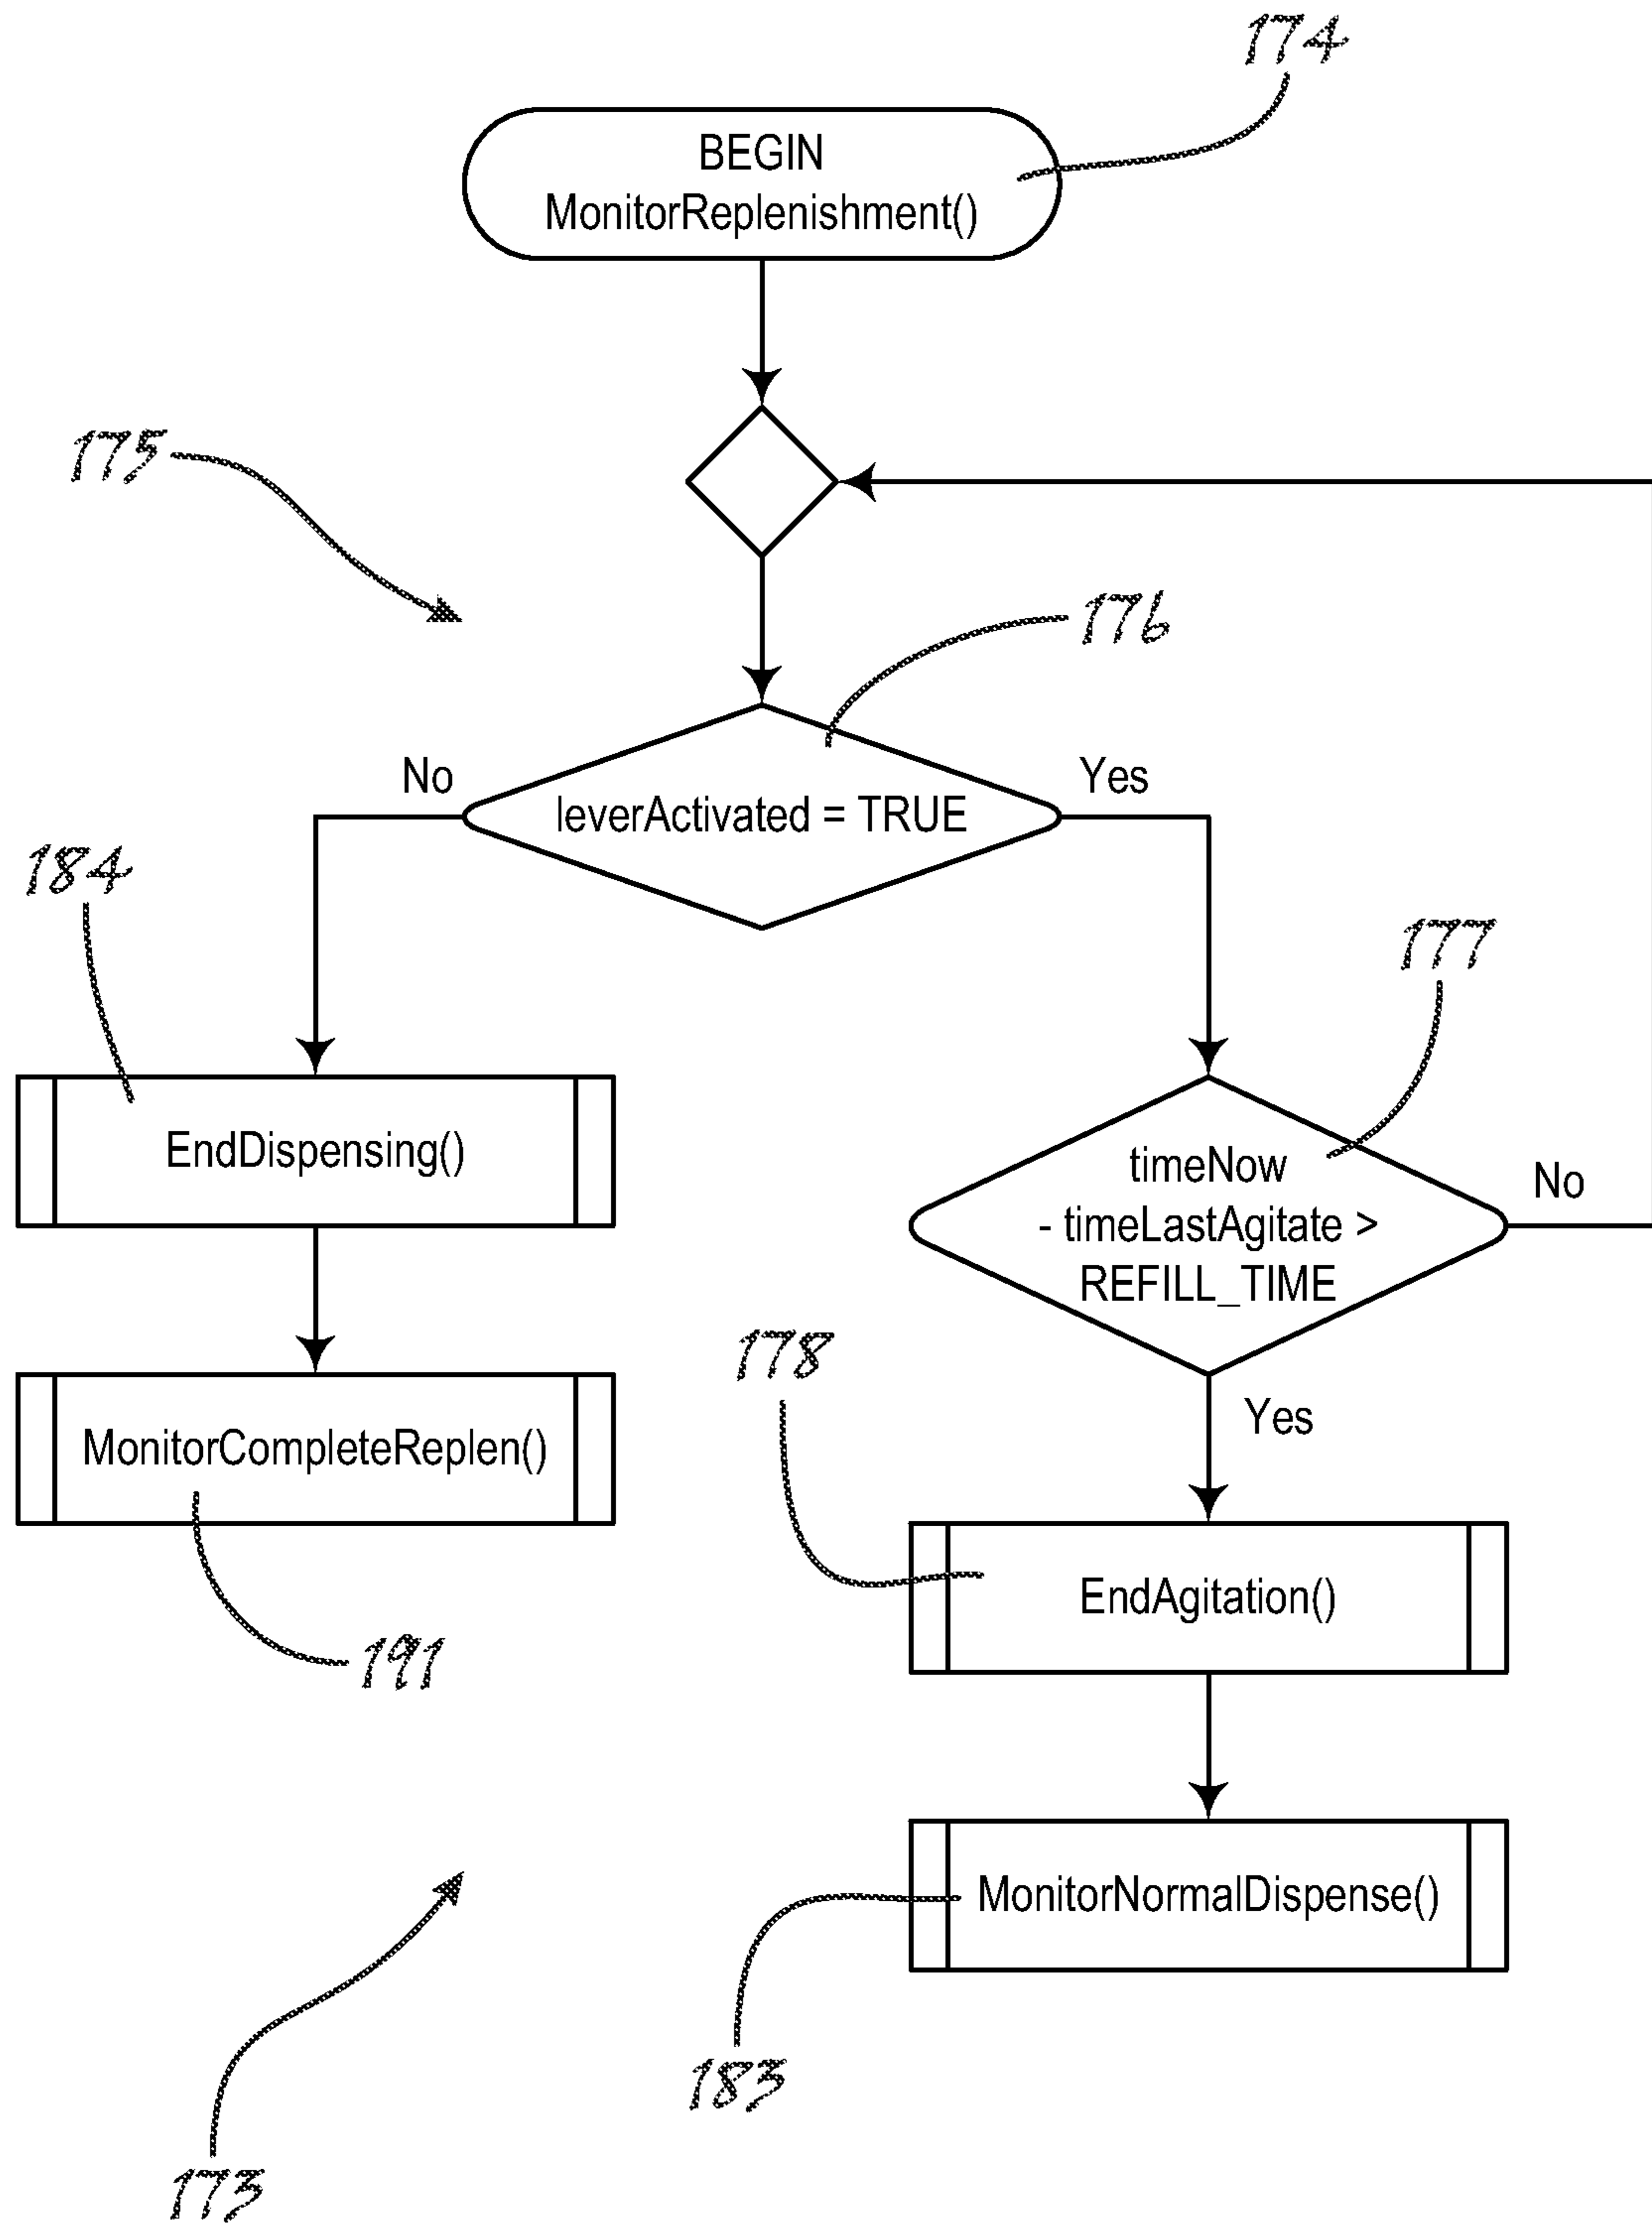 174
BEGIN
MonitorReplenishment()
175
176
No
Yes
leverActivated = TRUE
184
177
EndDispensing()
timeNow
- timeLastAgitate >
REFILL_TIME
No
178
Yes
MonitorCompleteReplen()
EndAgitation()
191
MonitorNormalDispense()
183
173